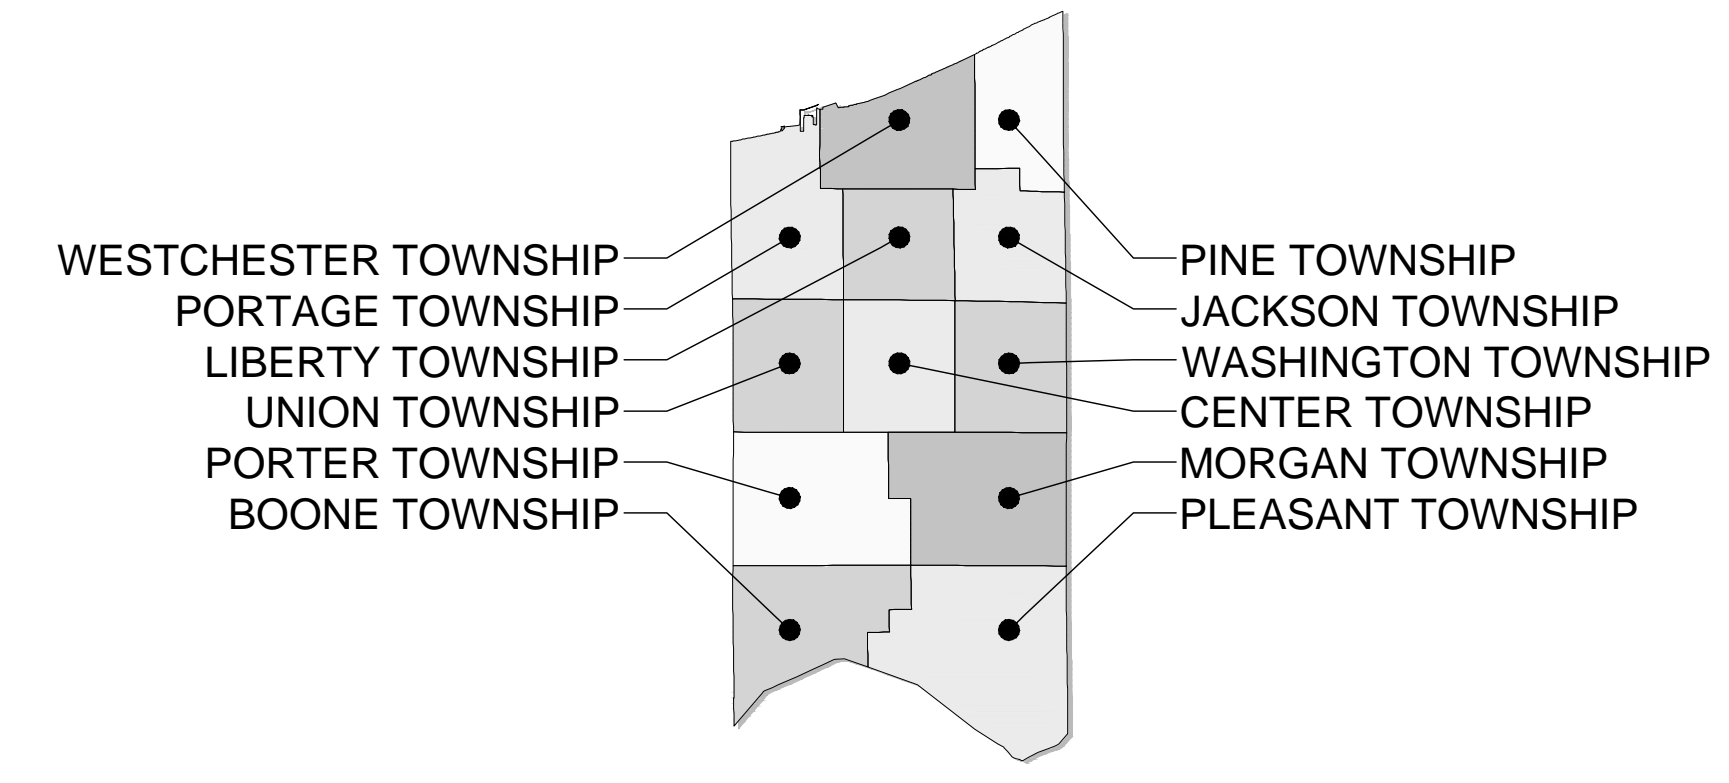 WESTCHESTER TOWNSHIP
PORTAGE TOWNSHIP
LIBERTY TOWNSHIP
UNION TOWNSHIP
PORTER TOWNSHIP
BOONE TOWNSHIP
PINE TOWNSHIP
JACKSON TOWNSHIP
WASHINGTON TOWNSHIP
CENTER TOWNSHIP
MORGAN TOWNSHIP
PLEASANT TOWNSHIP